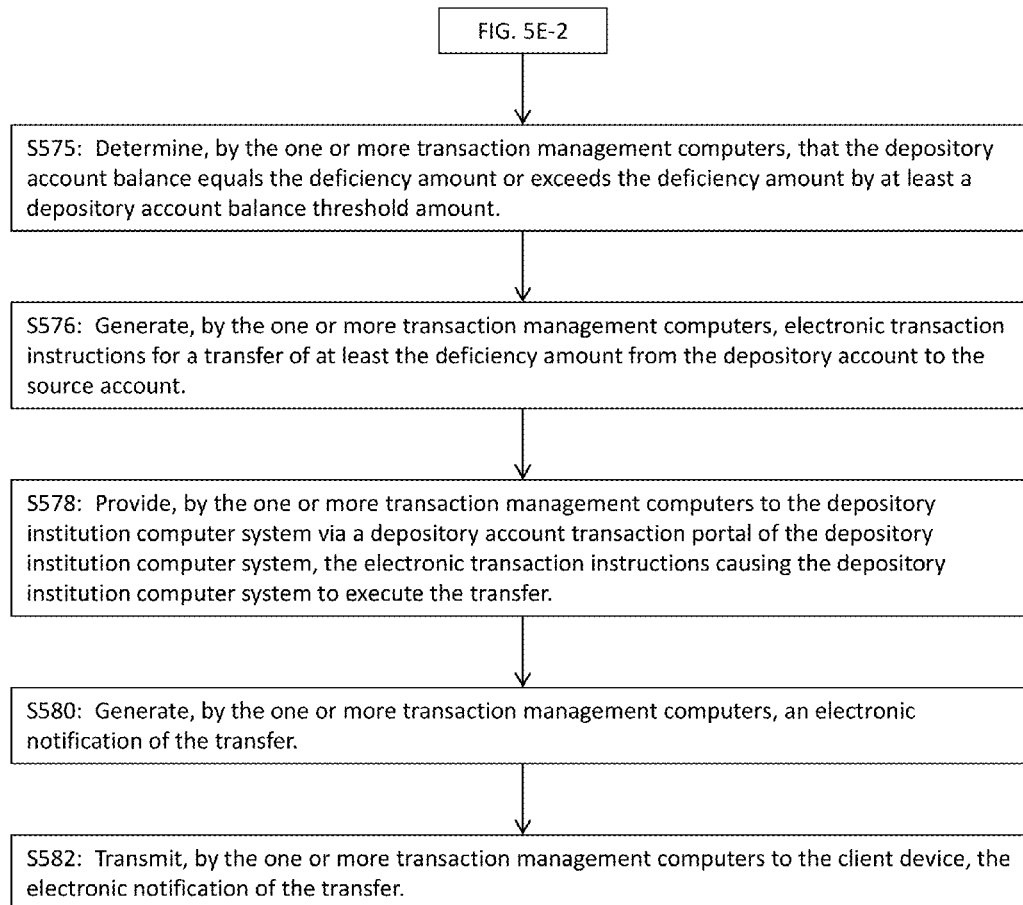 FIG. 5E-2
S575: Determine, by the one or more transaction management computers, that the depository
account balance equals the deficiency amount or exceeds the deficiency amount by at least a
depository account balance threshold amount.
S576: Generate, by the one or more transaction management computers, electronic transaction
instructions for a transfer of at least the deficiency amount from the depository account to the
source account.
S578: Provide, by the one or more transaction management computers to the depository
institution computer system via a depository account transaction portal of the depository
institution computer system, the electronic transaction instructions causing the depository
institution computer system to execute the transfer.
S580: Generate, by the one or more transaction management computers, an electronic
notification of the transfer.
S582: Transmit, by the one or more transaction management computers to the client device, the
electronic notification of the transfer.